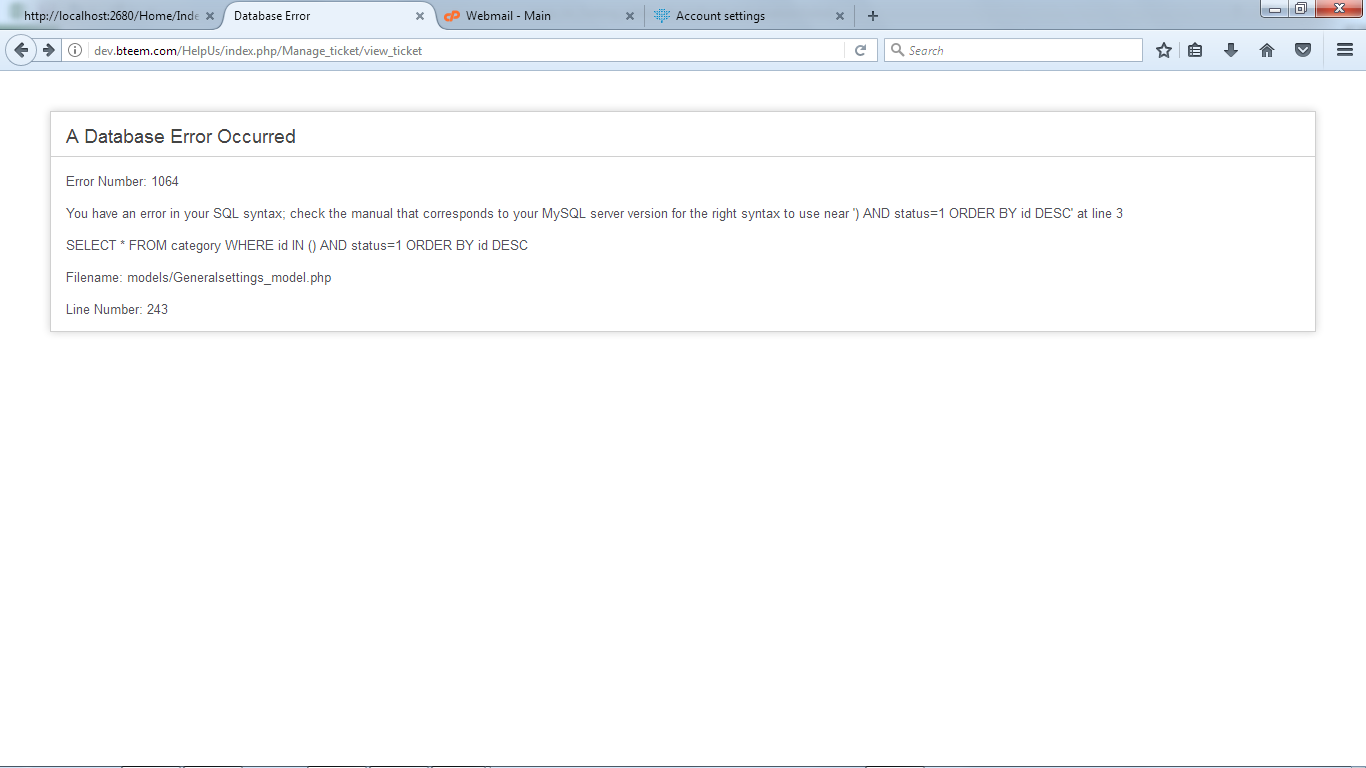 http://localhost:2680/Home/Inde
Database Error
Webmail - Main
Account settings
dev.bteem.com/HelpUs/index.php/Manage_ticket/view_ticket
Search
A Database Error Occurred
Error Number: 1064
You have an error in your SQL syntax; check the manual that corresponds to your MySQL server version for the right syntax to use near ') AND status=1 ORDER BY id DESC' at line 3
SELECT * FROM category WHERE id IN () AND status=1 ORDER BY id DESC
Filename: models/Generalsettings_model.php
Line Number: 243